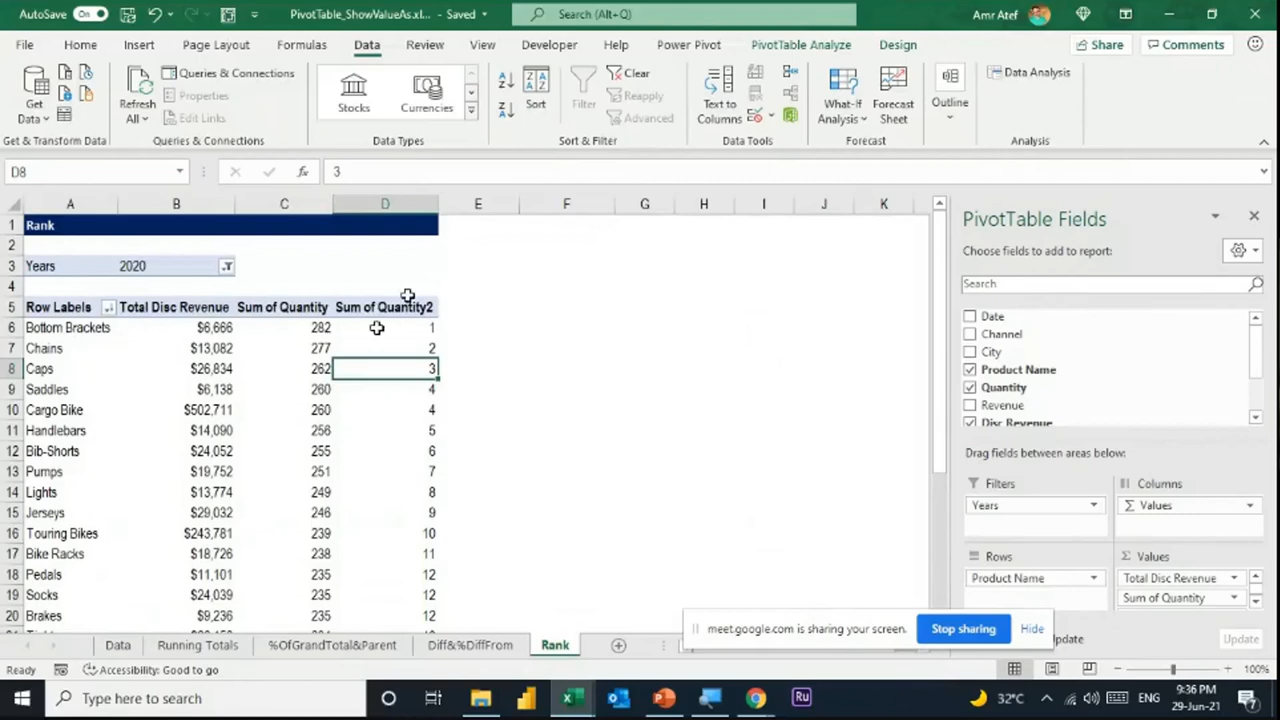 AutoSave On PivotTable_ShowValueAs.xl... - Saved Search (Alt+Q) Amr Atef
File Home Insert Page Layout Formulas Data Review View Developer Help Power Pivot PivotTable Analyze Design Share Comments
Get Data
Refresh All
Queries & Connections
Properties
Edit Links
Stocks
Currencies
Sort
Filter
Clear
Reapply
Advanced
Text to Columns
What-If Analysis
Forecast Sheet
Outline
Data Analysis
Get & Transform Data Queries & Connections Data Types Sort & Filter Data Tools Forecast Analysis
D8 fx 3
A B C D E F G H I J K
1 Rank
2
3 Years 2020
4
5 Row Labels Total Disc Revenue Sum of Quantity Sum of Quantity2
6 Bottom Brackets $6,666 282 1
7 Chains $13,082 277 2
8 Caps $26,834 262 3
9 Saddles $6,138 260 4
10 Cargo Bike $502,711 260 4
11 Handlebars $14,090 256 5
12 Bib-Shorts $24,052 255 6
13 Pumps $19,752 251 7
14 Lights $13,774 249 8
15 Jerseys $29,032 246 9
16 Touring Bikes $243,781 239 10
17 Bike Racks $18,726 238 11
18 Pedals $11,101 235 12
19 Socks $24,039 235 12
20 Brakes $9,236 235 12
PivotTable Fields
Choose fields to add to report:
Search
Date
Channel
City
Product Name
Quantity
Revenue
Disc Revenue
Drag fields between areas below:
Filters Columns
Years Σ Values
Rows Σ Values
Product Name Total Disc Revenue
Sum of Quantity
meet.google.com is sharing your screen. Stop sharing Hide
Update Update
Data Running Totals %OfGrandTotal&Parent Diff&%DiffFrom Rank
Ready Accessibility: Good to go 100%
Type here to search Ru 32°C ENG 9:36 PM
29-Jun-21 7